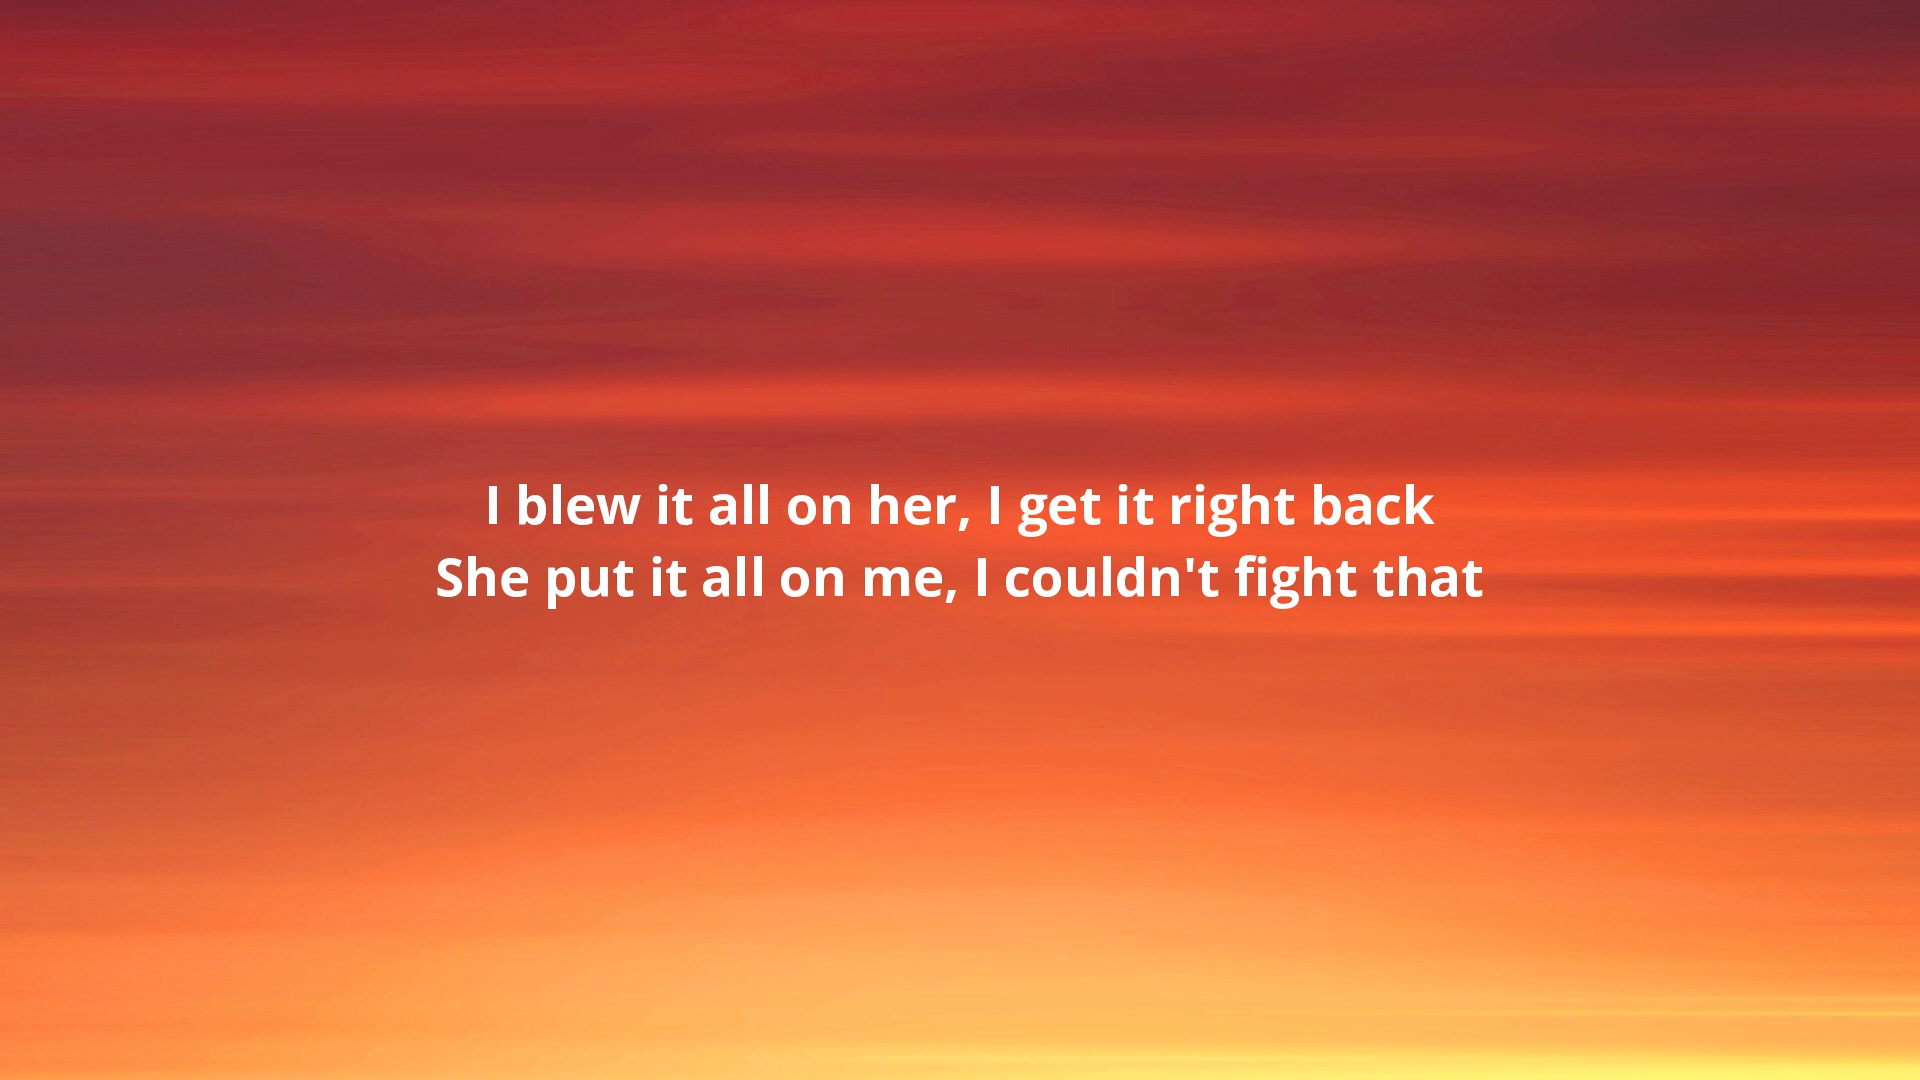 I blew it all on her, I get it right back
She put it all on me, I couldn't fight that